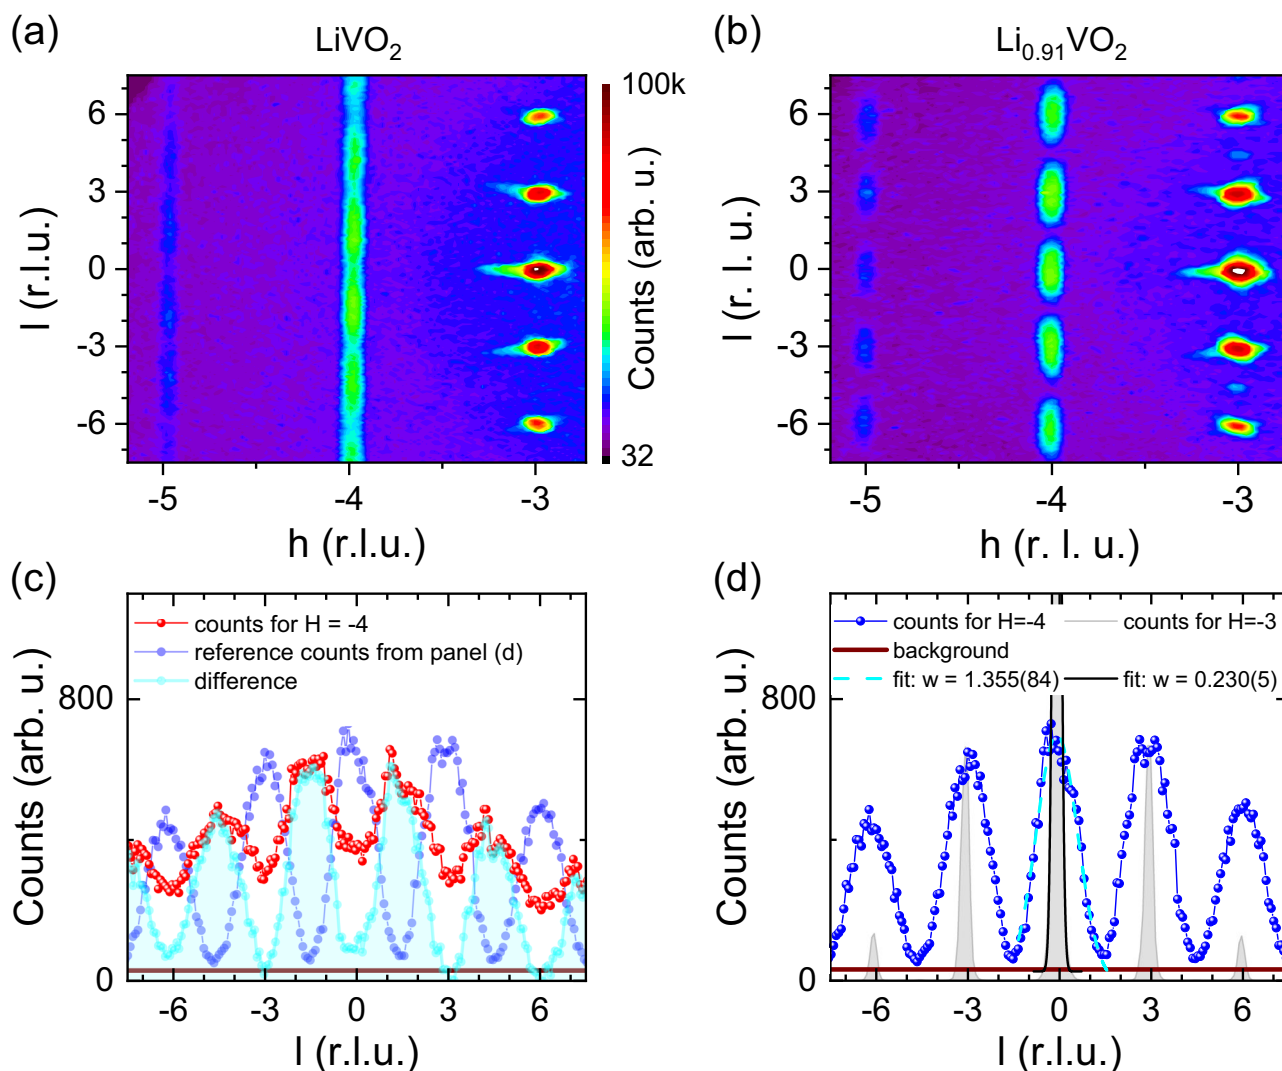 (a)
LiVO2
6
3
0
-3
-6
l (r.l.u.)
-5
-4
-3
h (r.l.u.)
100k
Counts (arb. u.)
32
(b)
Li0.91VO2
6
3
0
-3
-6
l (r. l. u.)
-5
-4
-3
h (r. l. u.)
(c)
counts for H = -4
reference counts from panel (d)
difference
800
400
0
Counts (arb. u.)
-6
-3
0
3
6
l (r.l.u.)
(d)
counts for H=-4
counts for H=-3
background
fit: w = 1.355(84)
fit: w = 0.230(5)
800
400
0
Counts (arb. u.)
-6
-3
0
3
6
l (r.l.u.)